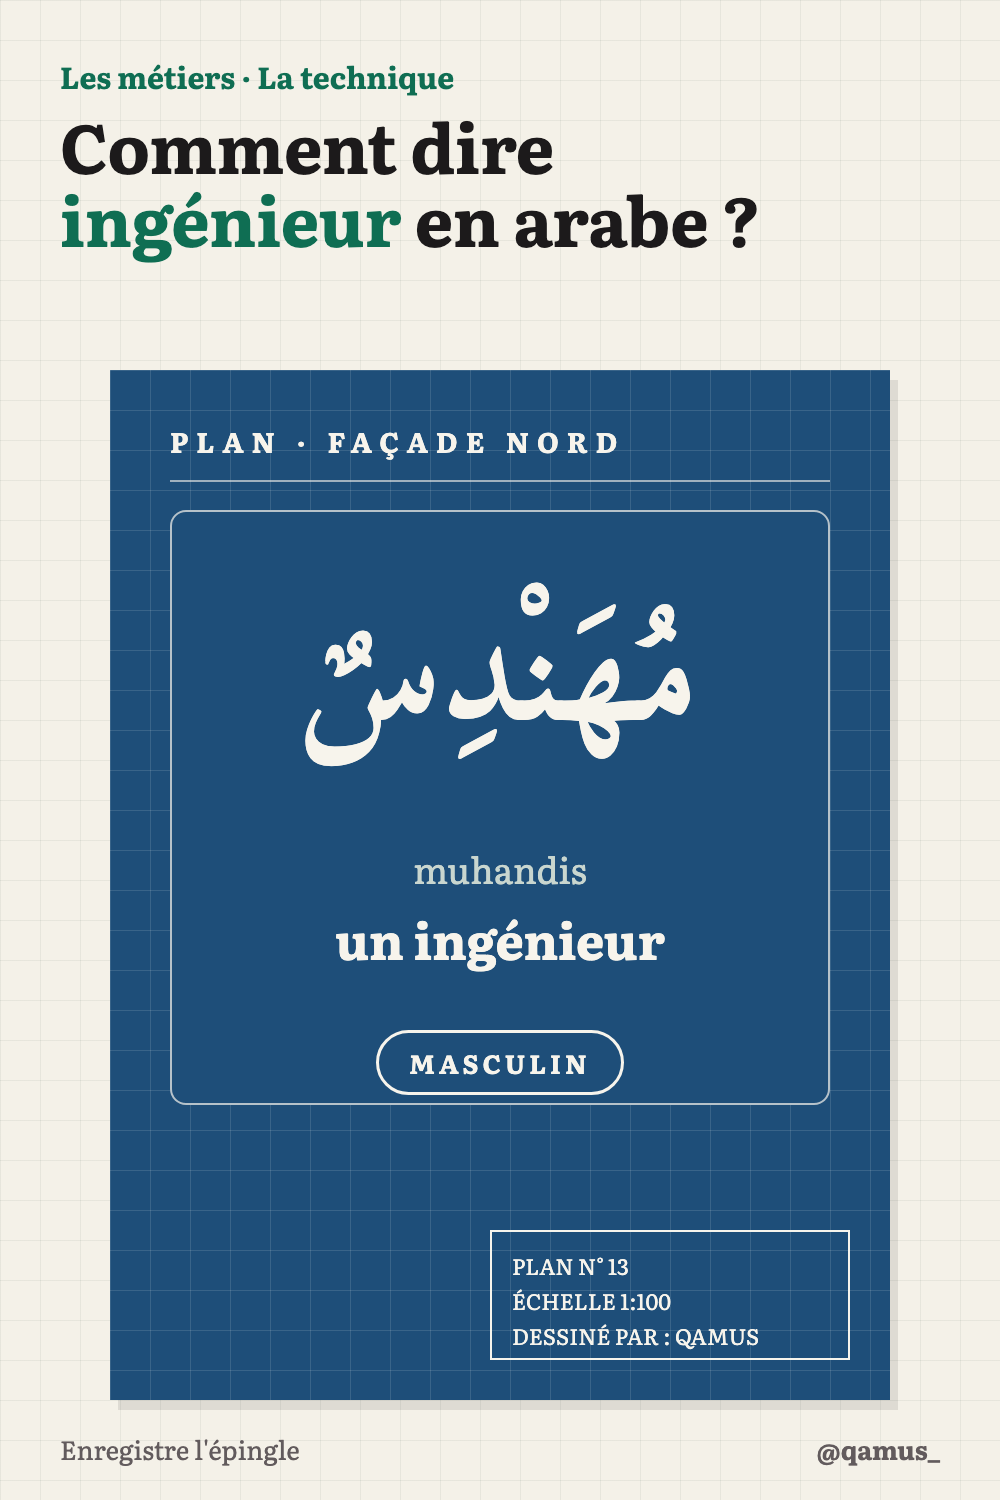 Les métiers · La technique
Comment dire
ingénieur en arabe ?
PLAN · FAÇADE NORD
مُهَنْدِسٌ
muhandis
un ingénieur
MASCULIN
PLAN N° 13
ÉCHELLE 1:100
DESSINÉ PAR : QAMUS
Enregistre l'épingle
@qamus_